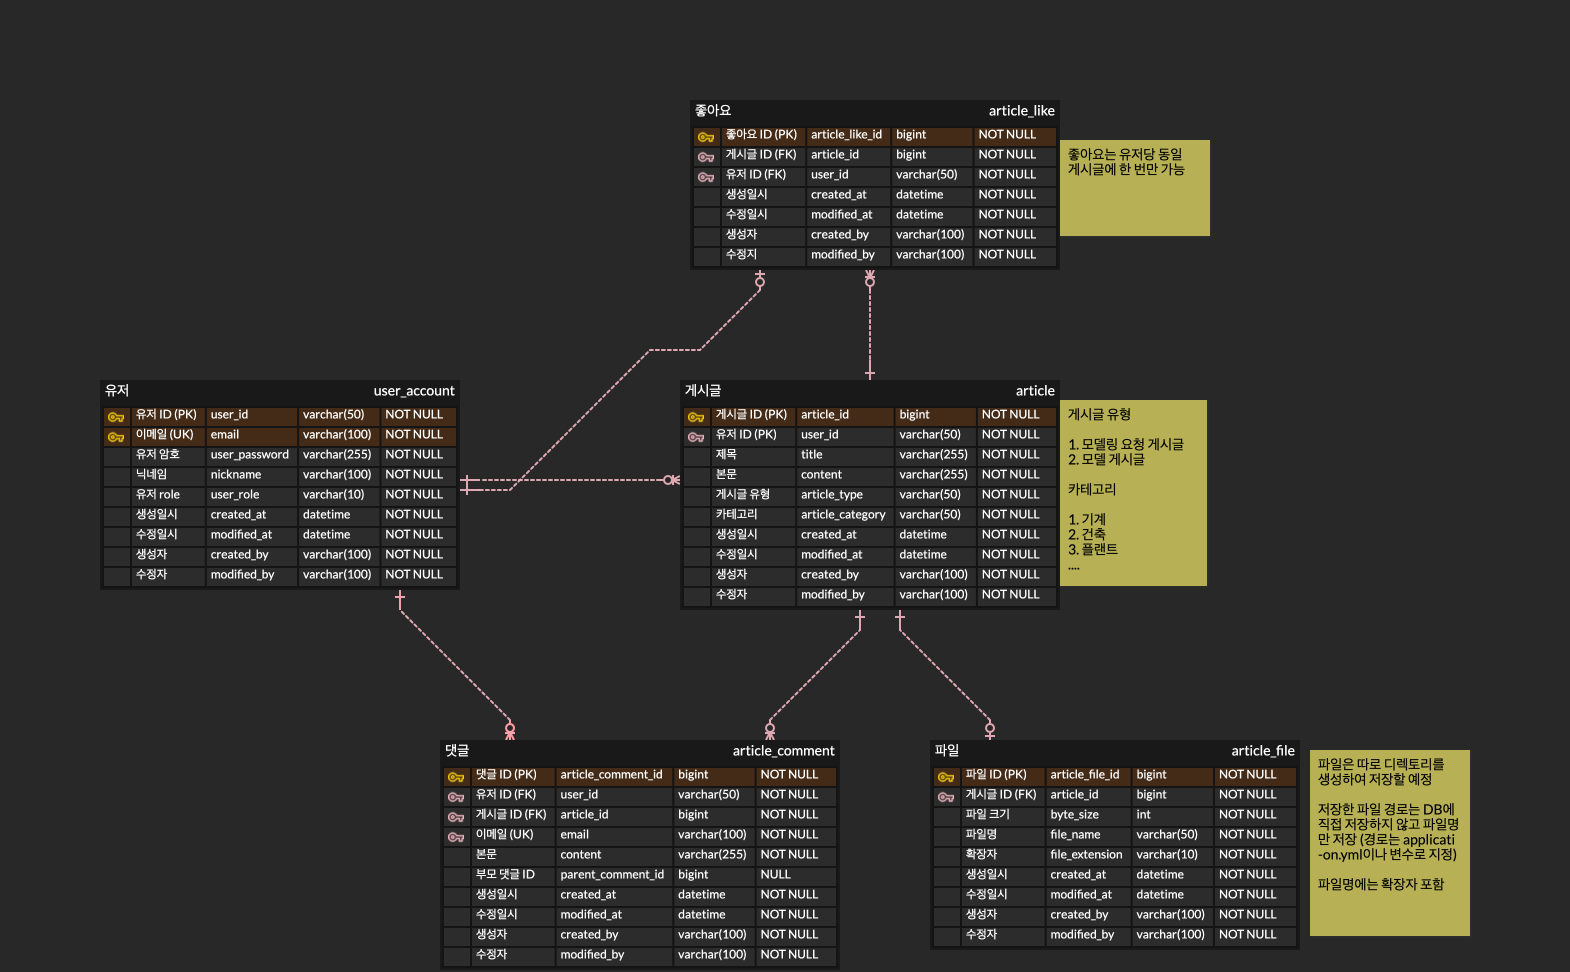 좋아요 article_like
좋아요 ID (PK) article_like_id bigint NOT NULL
게시글 ID (FK) article_id bigint NOT NULL
유저 ID (FK) user_id varchar(50) NOT NULL
생성일시 created_at datetime NOT NULL
수정일시 modified_at datetime NOT NULL
생성자 created_by varchar(100) NOT NULL
수정지 modified_by varchar(100) NOT NULL
좋아요는 유저당 동일
게시글에 한 번만 가능
유저 user_account
유저 ID (PK) user_id varchar(50) NOT NULL
이메일 (UK) email varchar(100) NOT NULL
유저 암호 user_password varchar(255) NOT NULL
닉네임 nickname varchar(100) NOT NULL
유저 role user_role varchar(10) NOT NULL
생성일시 created_at datetime NOT NULL
수정일시 modified_at datetime NOT NULL
생성자 created_by varchar(100) NOT NULL
수정자 modified_by varchar(100) NOT NULL
게시글 article
게시글 ID (PK) article_id bigint NOT NULL
유저 ID (PK) user_id varchar(50) NOT NULL
제목 title varchar(255) NOT NULL
본문 content varchar(255) NOT NULL
게시글 유형 article_type varchar(50) NOT NULL
카테고리 article_category varchar(50) NOT NULL
생성일시 created_at datetime NOT NULL
수정일시 modified_at datetime NOT NULL
생성자 created_by varchar(100) NOT NULL
수정자 modified_by varchar(100) NOT NULL
게시글 유형
1. 모델링 요청 게시글
2. 모델 게시글
카테고리
1. 기계
2. 건축
3. 플랜트
....
댓글 article_comment
댓글 ID (PK) article_comment_id bigint NOT NULL
유저 ID (FK) user_id varchar(50) NOT NULL
게시글 ID (FK) article_id bigint NOT NULL
이메일 (UK) email varchar(100) NOT NULL
본문 content varchar(255) NOT NULL
부모 댓글 ID parent_comment_id bigint NULL
생성일시 created_at datetime NOT NULL
수정일시 modified_at datetime NOT NULL
생성자 created_by varchar(100) NOT NULL
수정자 modified_by varchar(100) NOT NULL
파일 article_file
파일 ID (PK) article_file_id bigint NOT NULL
게시글 ID (FK) article_id bigint NOT NULL
파일 크기 byte_size int NOT NULL
파일명 file_name varchar(50) NOT NULL
확장자 file_extension varchar(10) NOT NULL
생성일시 created_at datetime NOT NULL
수정일시 modified_at datetime NOT NULL
생성자 created_by varchar(100) NOT NULL
수정자 modified_by varchar(100) NOT NULL
파일은 따로 디렉토리를
생성하여 저장할 예정
저장한 파일 경로는 DB에
직접 저장하지 않고 파일명
만 저장 (경로는 applicati
-on.yml이나 변수로 지정)
파일명에는 확장자 포함